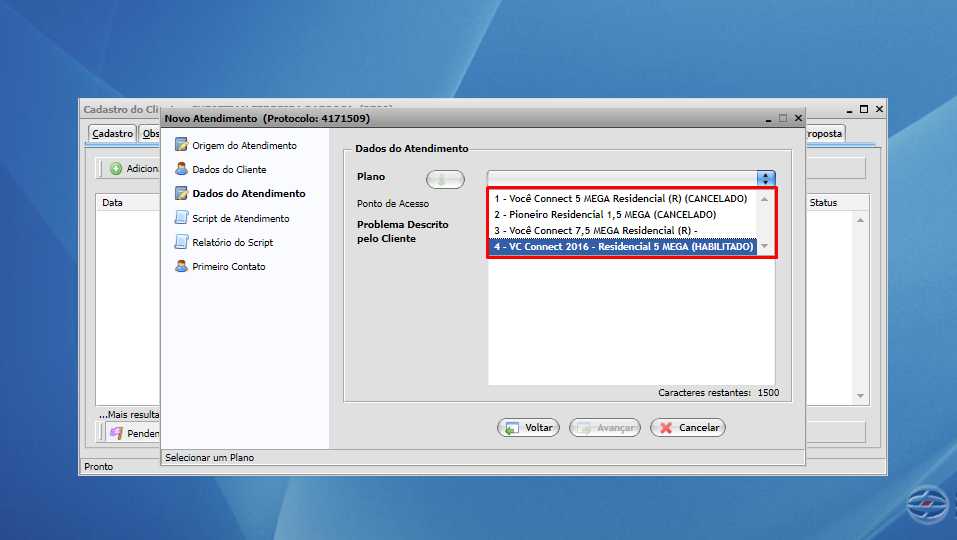 Cadastro do Cli
Novo Atendimento (Protocolo: 4171509)
Cadastro
Obs
roposta
Adiciona
Data
Status
...Mais resulta
Penden
Pronto
Origem do Atendimento
Dados do Cliente
Dados do Atendimento
Script de Atendimento
Relatório do Script
Primeiro Contato
Dados do Atendimento
Plano
Ponto de Acesso
Problema Descrito
pelo Cliente
1 - Você Connect 5 MEGA Residencial (R) (CANCELADO)
2 - Pioneiro Residencial 1,5 MEGA (CANCELADO)
3 - Você Connect 7,5 MEGA Residencial (R) -
4 - VC Connect 2016 - Residencial 5 MEGA (HABILITADO)
Caracteres restantes: 1500
Voltar
Avançar
Cancelar
Selecionar um Plano